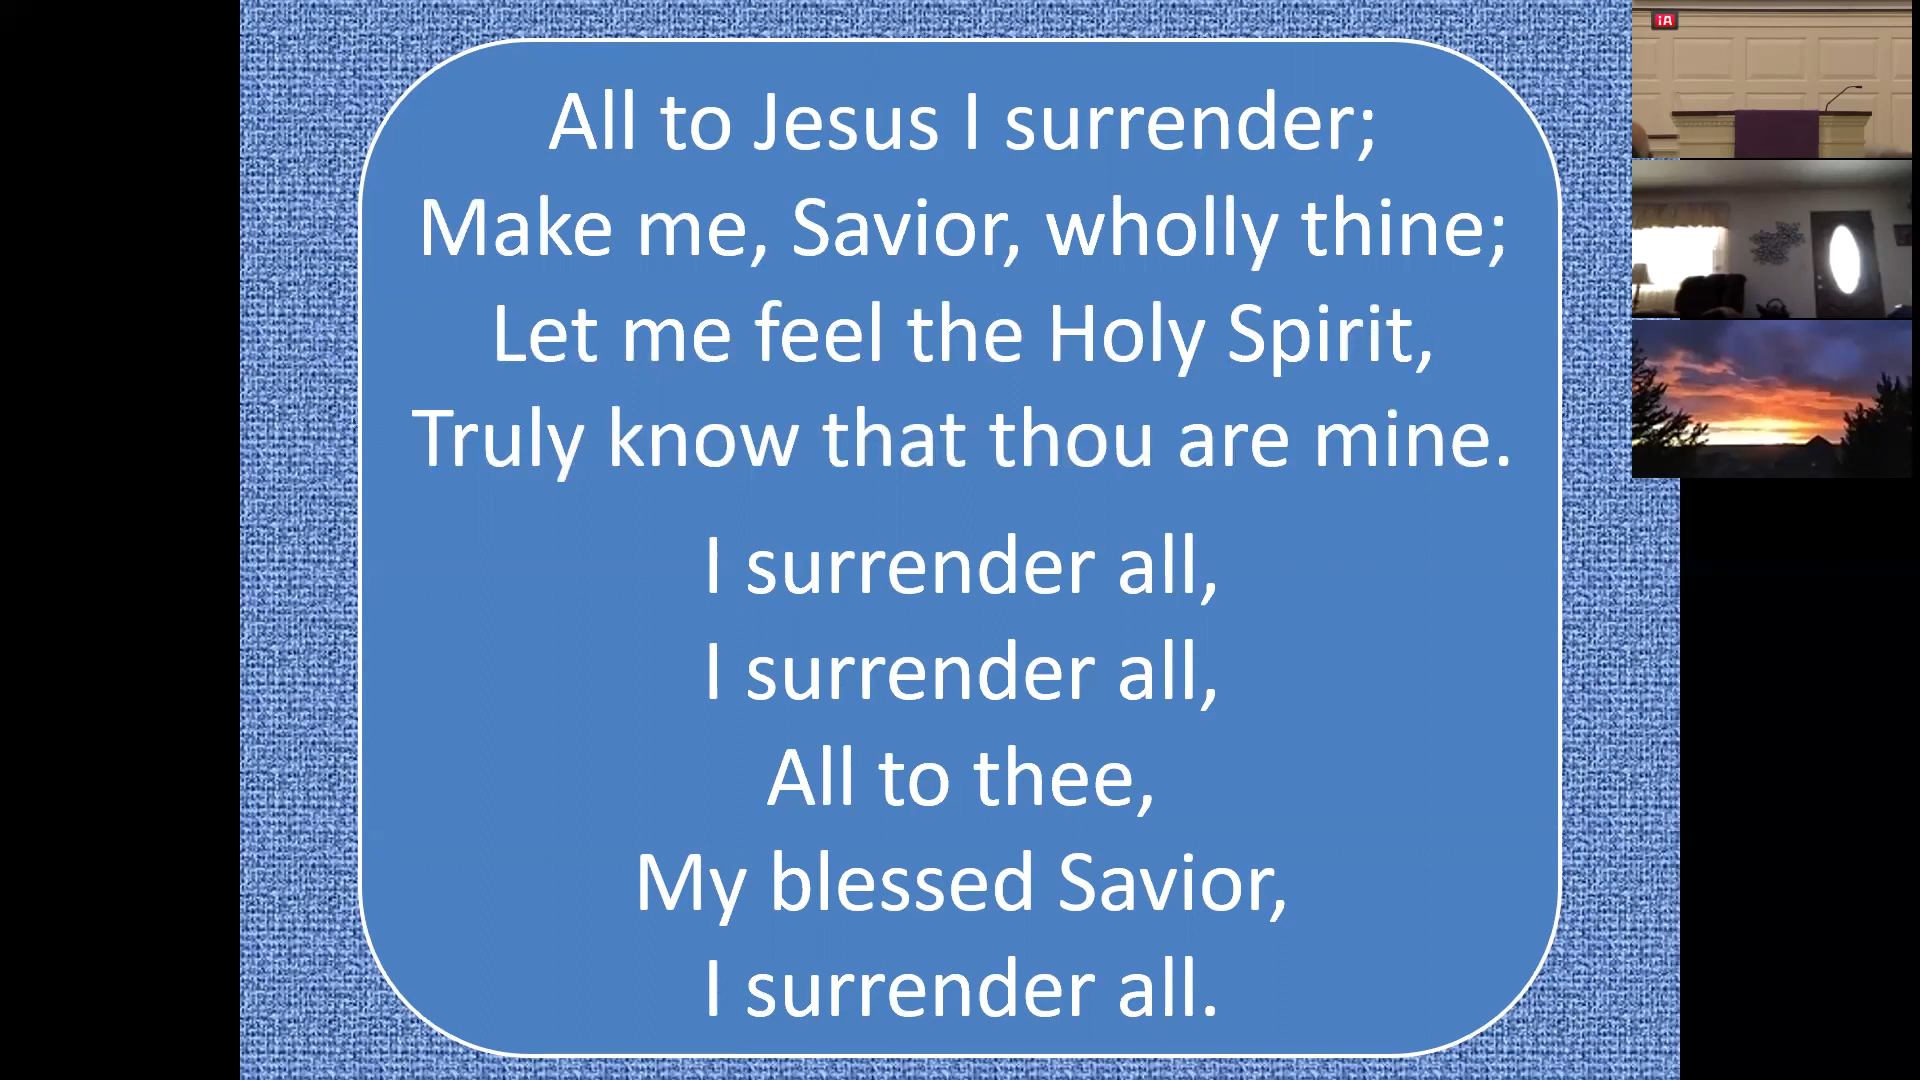 All to Jesus I surrender;
Make me, Savior, wholly thine;
Let me feel the Holy Spirit,
Truly know that thou are mine.
I surrender all,
I surrender all,
All to thee,
My blessed Savior,
I surrender all.
iA